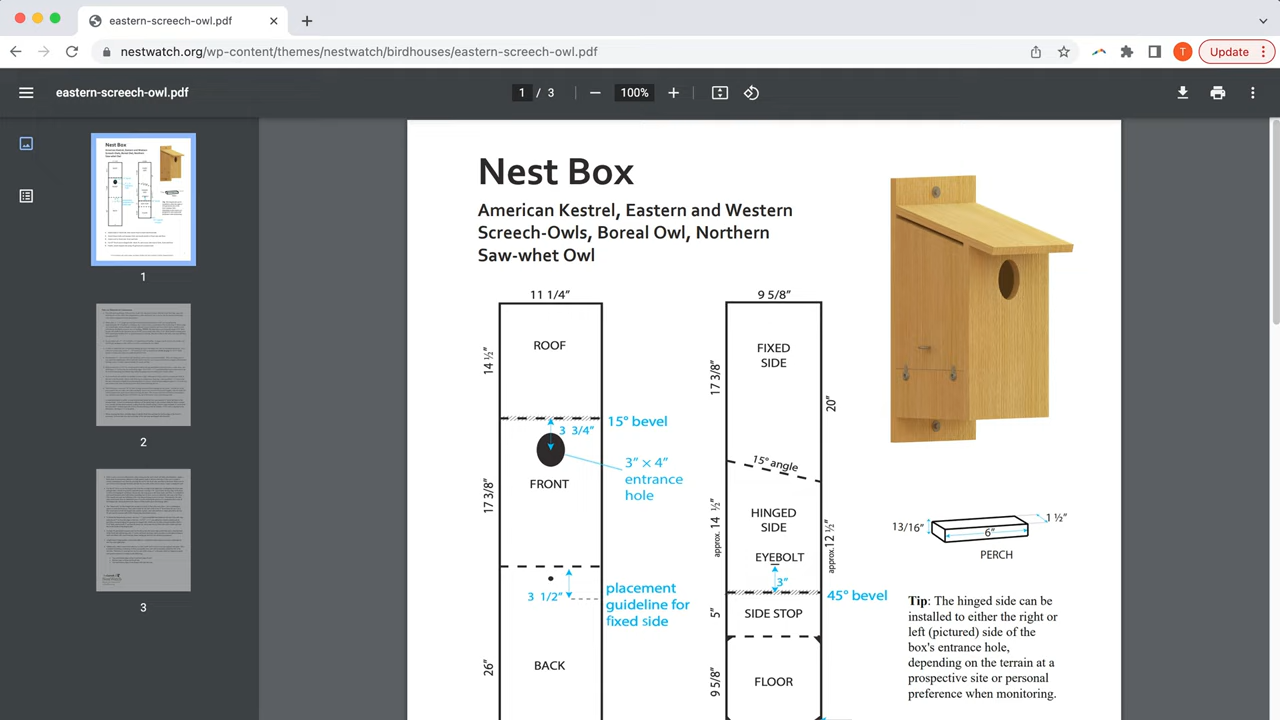 eastern-screech-owl.pdf
nestwatch.org/wp-content/themes/nestwatch/birdhouses/eastern-screech-owl.pdf
T
Update
eastern-screech-owl.pdf
1 / 3
100%
Nest Box
1
2
3
Nest Box
American Kestrel, Eastern and Western
Screech-Owls, Boreal Owl, Northern
Saw-whet Owl
11 1/4”
ROOF
14 ½”
15° bevel
3 3/4”
3” × 4”
entrance
hole
FRONT
17 3/8”
3 1/2”
placement
guideline for
fixed side
BACK
26”
9 5/8”
FIXED
SIDE
17 3/8”
20”
15° angle
HINGED
SIDE
approx. 14 ½”
approx. 12 ½”
EYEBOLT
3”
45° bevel
SIDE STOP
5”
FLOOR
9 5/8”
13/16”
6”
1 ½”
PERCH
Tip: The hinged side can be
installed to either the right or
left (pictured) side of the
box's entrance hole,
depending on the terrain at a
prospective site or personal
preference when monitoring.